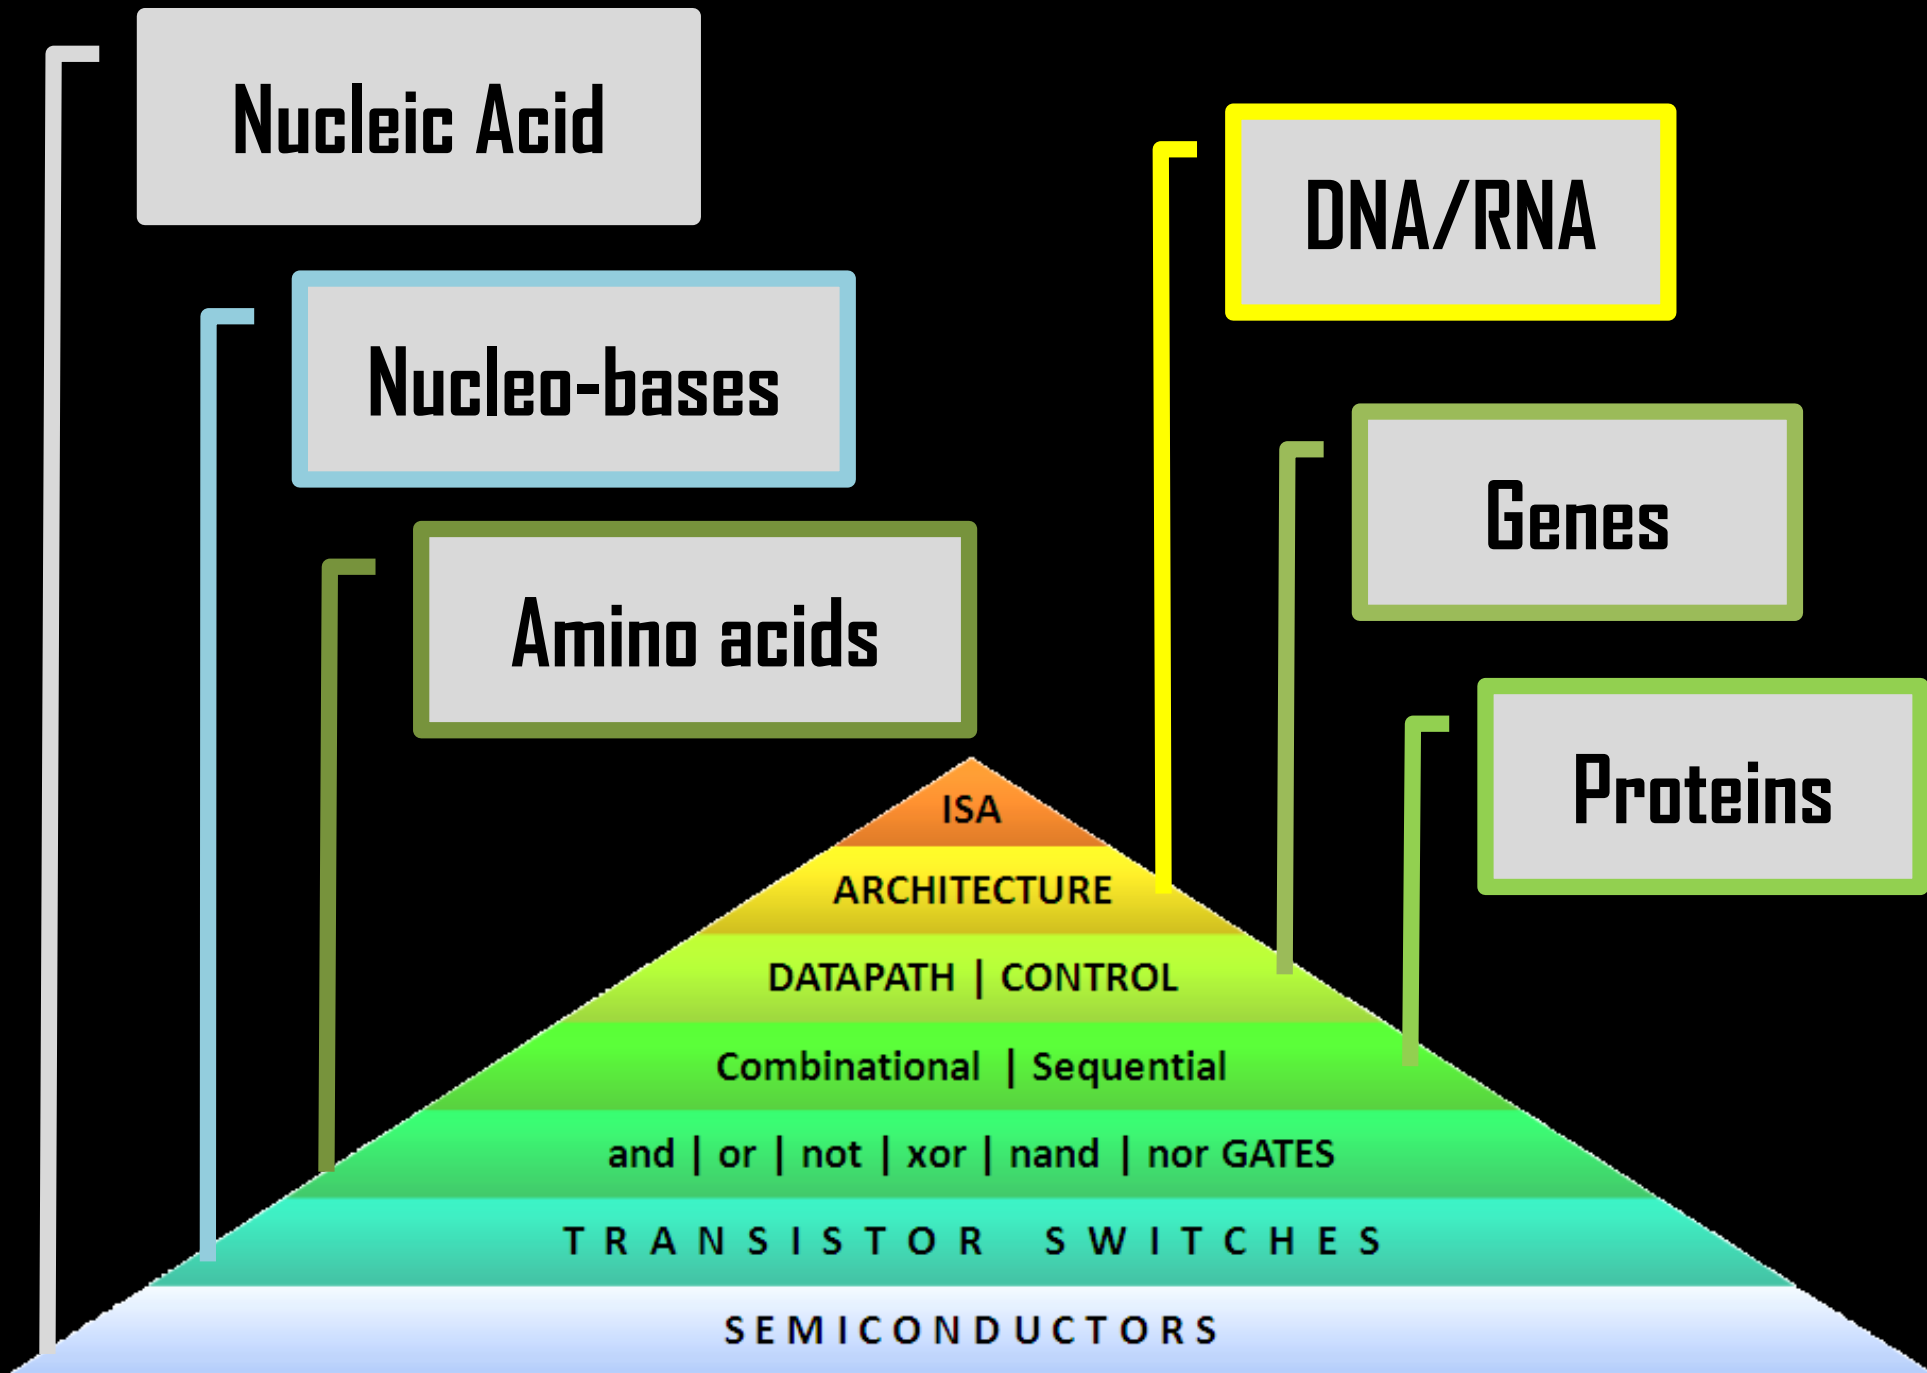 Nucleic Acid
DNA/RNA
Nucleo-bases
Genes
Amino acids
Proteins
ISA
ARCHITECTURE
DATAPATH | CONTROL
Combinational | Sequential
and | or | not | xor | nand | nor GATES
TRANSISTOR SWITCHES
SEMICONDUCTORS